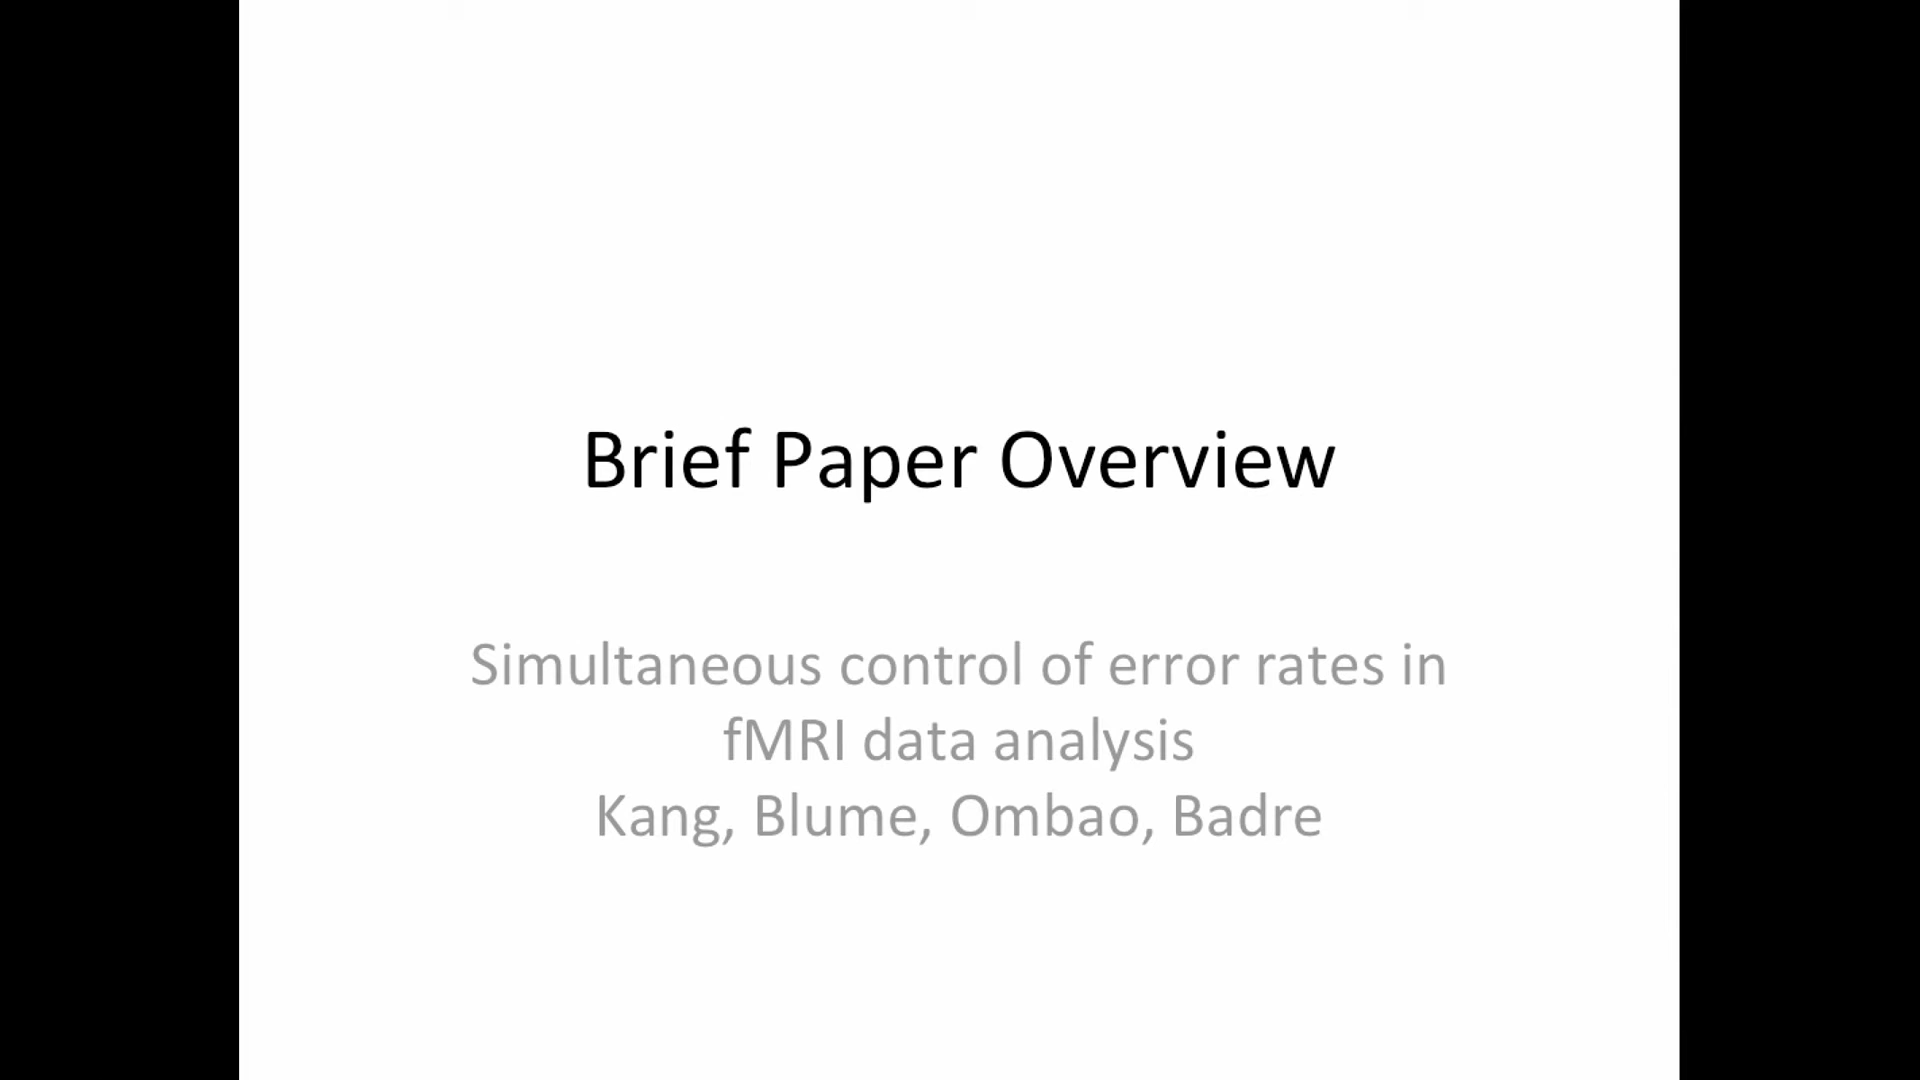 Brief Paper Overview
Simultaneous control of error rates in
fMRI data analysis
Kang, Blume, Ombao, Badre